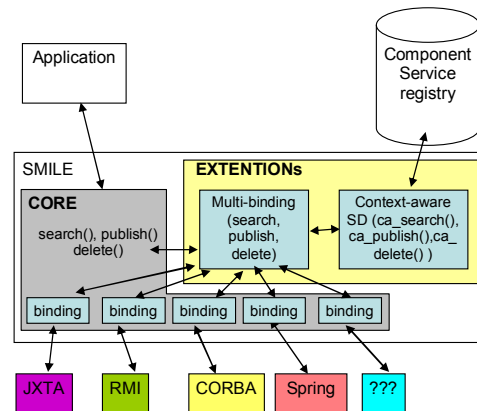 Application
Component
Service
registry
SMILE
EXTENTIONs
CORE
search(), publish()
delete()
Multi-binding
(search,
publish,
delete)
Context-aware
SD (ca_search(),
ca_publish(),ca_
delete() )
binding
binding
binding
binding
binding
JXTA
RMI
CORBA
Spring
???